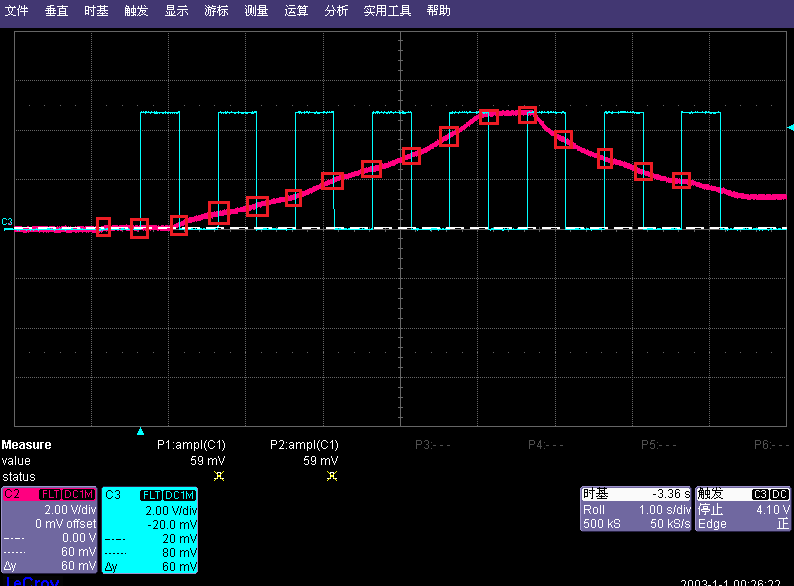 文件 垂直 时基 触发 显示 游标 测量 运算 分析 实用工具 帮助
C3
Measure P1:ampl(C1) P2:ampl(C1) P3:--- P4:--- P5:--- P6:---
value 59 mV 59 mV
status
C2 FLT DC1M
2.00 V/div
0 mV offset
0.00 V
60 mV
Δy 60 mV
C3 FLT DC1M
2.00 V/div
-20.0 mV
20 mV
80 mV
Δy 60 mV
时基 -3.36 s
Roll 1.00 s/div
500 kS 50 kS/s
触发 C3 DC
停止 4.10 V
Edge 正
LeCroy
2003-1-1 00:26:22